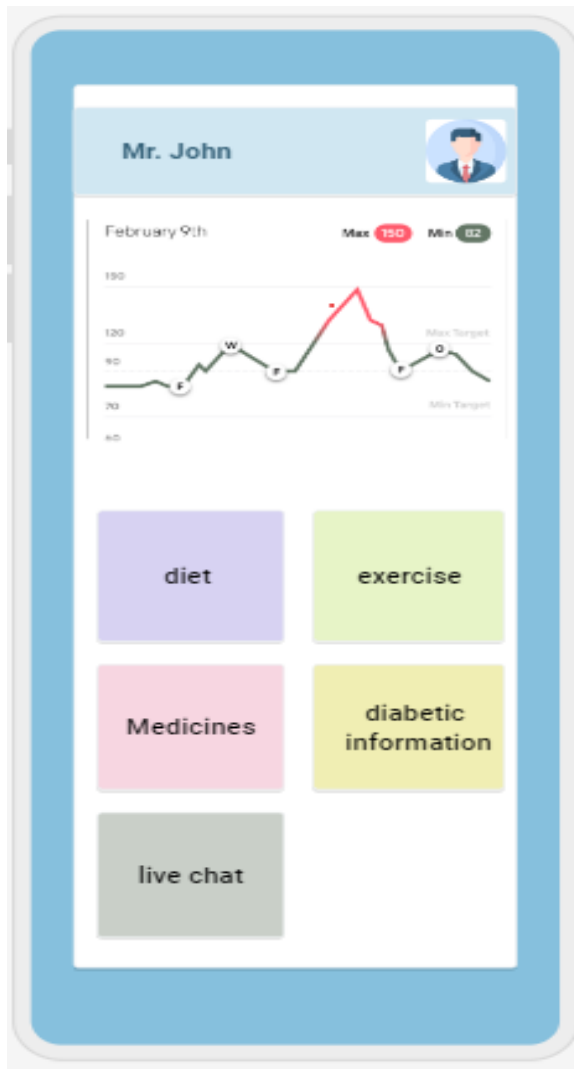 Mr. John
February 9th Max 150 Min 82
150
120 Max Target
W O
90
F F F
70 Min Target
60
diet exercise
Medicines diabetic
information
live chat